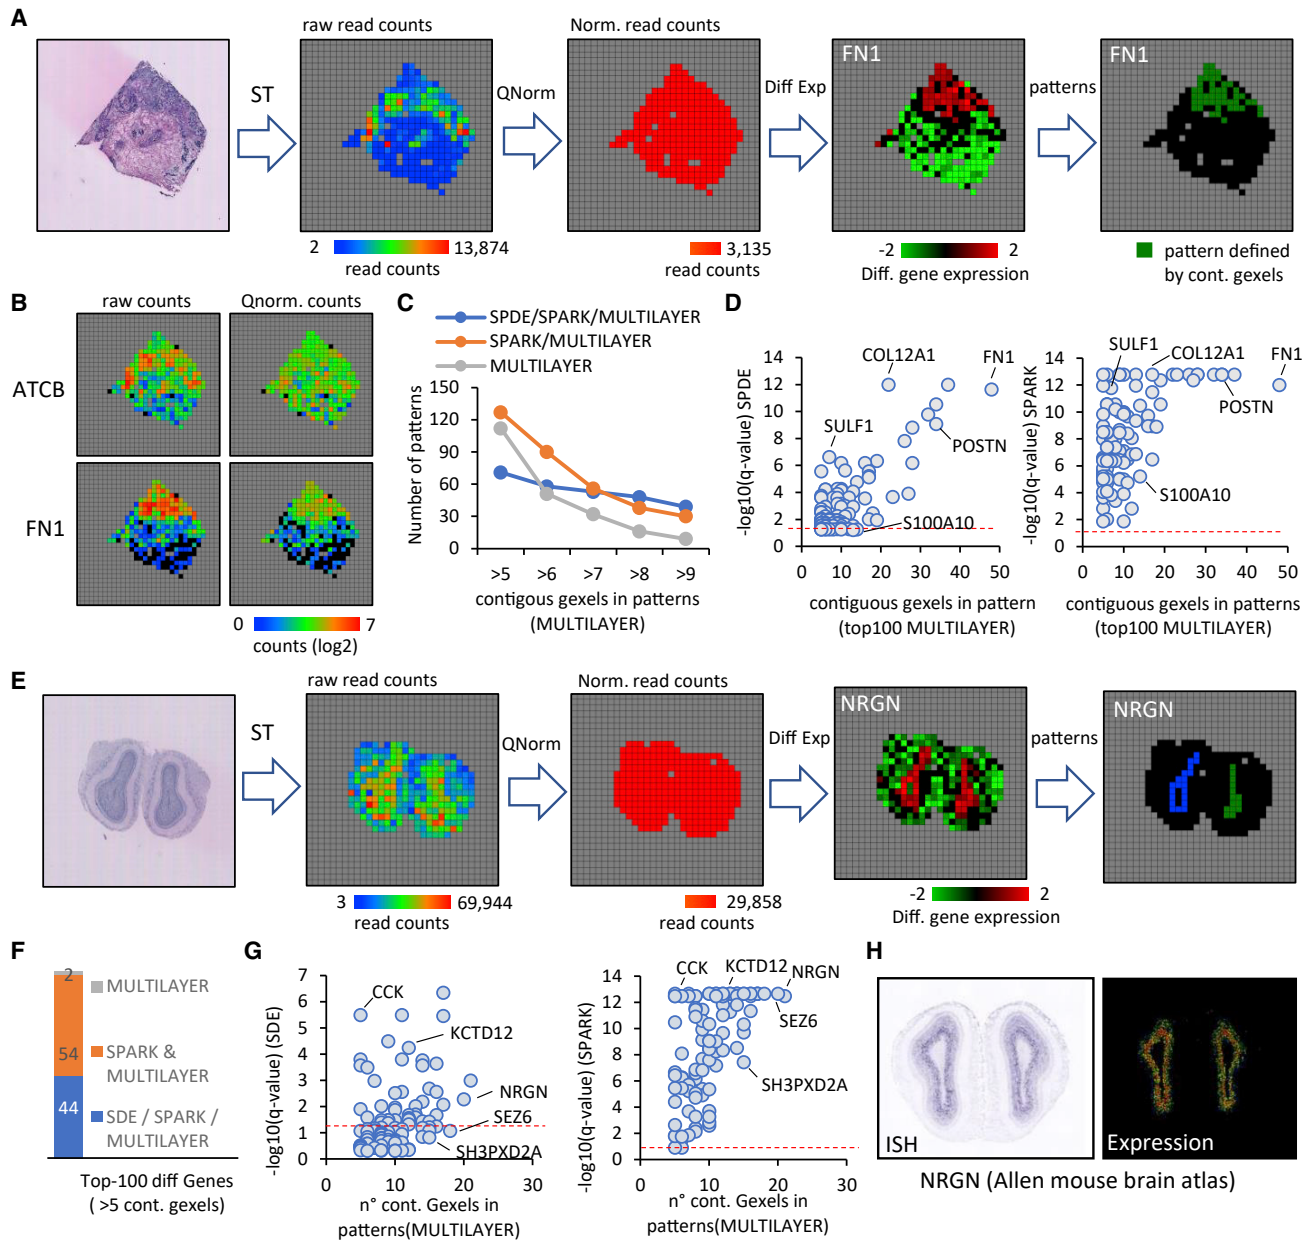 A
raw read counts
Norm. read counts
ST
QNorm
Diff Exp
patterns
FN1
FN1
2 13,874
read counts
3,135
read counts
-2 2
Diff. gene expression
pattern defined
by cont. gexels
B
raw counts
Qnorm. counts
ATCB
FN1
0 7
counts (log2)
C
SPDE/SPARK/MULTILAYER
SPARK/MULTILAYER
MULTILAYER
Number of patterns
150
120
90
60
30
0
>5 >6 >7 >8 >9
contiguous gexels in patterns
(MULTILAYER)
D
-log10(q-value) SPDE
14
12
10
8
6
4
2
0
0 10 20 30 40 50
COL12A1
FN1
SULF1
POSTN
S100A10
contiguous gexels in pattern
(top100 MULTILAYER)
-log10(q-value) SPARK
14
12
10
8
6
4
2
0
0 10 20 30 40 50
SULF1
COL12A1
FN1
POSTN
S100A10
contiguous gexels in patterns
(top100 MULTILAYER)
E
raw read counts
Norm. read counts
ST
QNorm
Diff Exp
patterns
NRGN
NRGN
3 69,944
read counts
29,858
read counts
-2 2
Diff. gene expression
F
2
54
44
MULTILAYER
SPARK &
MULTILAYER
SDE / SPARK /
MULTILAYER
Top-100 diff Genes
( >5 cont. gexels)
G
-log10(q-value) (SDE)
7
6
5
4
3
2
1
0
0 10 20 30
CCK
KCTD12
NRGN
SEZ6
SH3PXD2A
n° cont. Gexels in
patterns(MULTILAYER)
-log10(q-value) (SPARK)
14
12
10
8
6
4
2
0
0 10 20 30
CCK
KCTD12
NRGN
SEZ6
SH3PXD2A
n° cont. Gexels in
patterns(MULTILAYER)
H
ISH
Expression
NRGN (Allen mouse brain atlas)